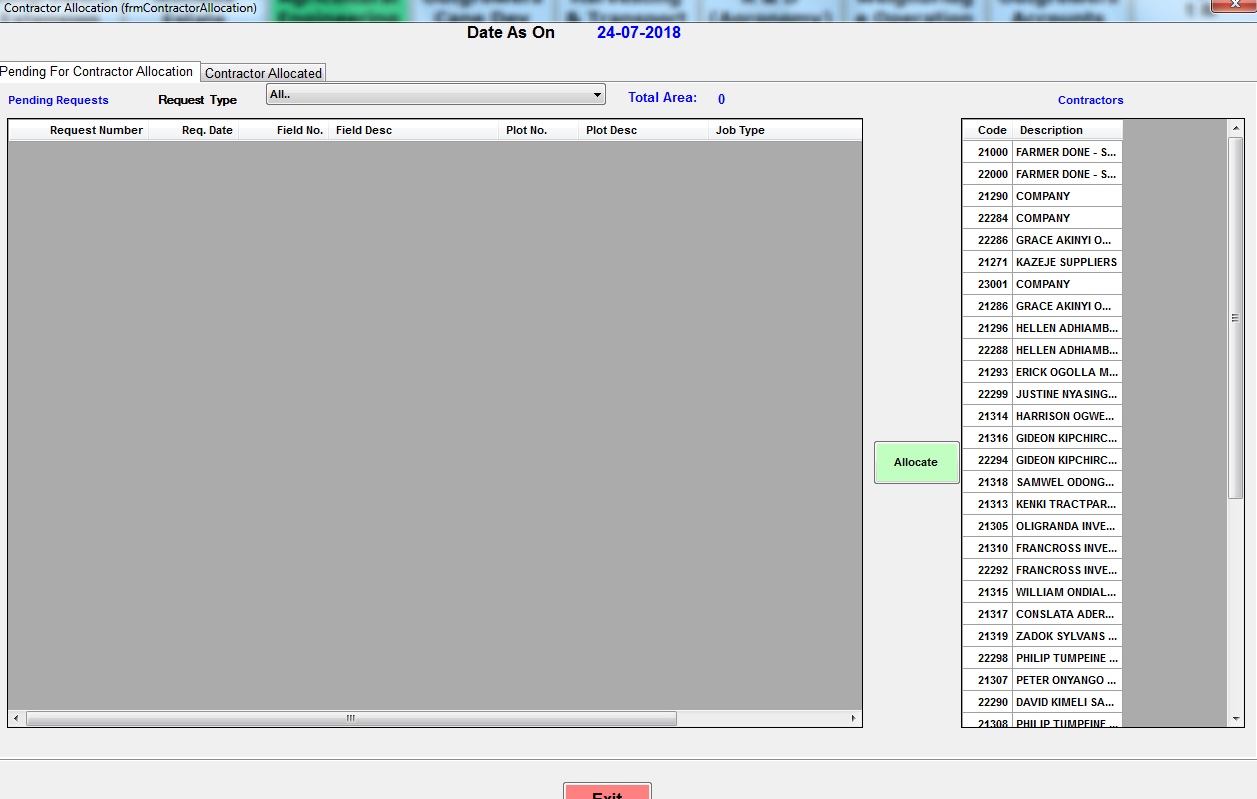 Contractor Allocation (frmContractorAllocation)
Date As On 24-07-2018
Pending For Contractor Allocation Contractor Allocated
Pending Requests Request Type All.. Total Area: 0 Contractors
Request Number Req. Date Field No. Field Desc Plot No. Plot Desc Job Type
Code Description
21000 FARMER DONE - S...
22000 FARMER DONE - S...
21290 COMPANY
22284 COMPANY
22286 GRACE AKINYI O...
21271 KAZEJE SUPPLIERS
23001 COMPANY
21286 GRACE AKINYI O...
21296 HELLEN ADHIAMB...
22288 HELLEN ADHIAMB...
21293 ERICK OGOLLA M...
22299 JUSTINE NYASING...
21314 HARRISON OGWE...
21316 GIDEON KIPCHIRC...
22294 GIDEON KIPCHIRC...
21318 SAMWEL ODONG...
21313 KENKI TRACTPAR...
21305 OLIGRANDA INVE...
21310 FRANCROSS INVE...
22292 FRANCROSS INVE...
21315 WILLIAM ONDIAL...
21317 CONSLATA ADER...
21319 ZADOK SYLVANS ...
22298 PHILIP TUMPEINE ...
21307 PETER ONYANGO ...
22290 DAVID KIMELI SA...
21308 PHILIP TUMPEINE ...
Allocate
Exit